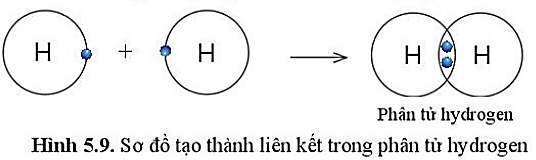 H + H H H
Phân tử hydrogen
Hình 5.9. Sơ đồ tạo thành liên kết trong phân tử hydrogen